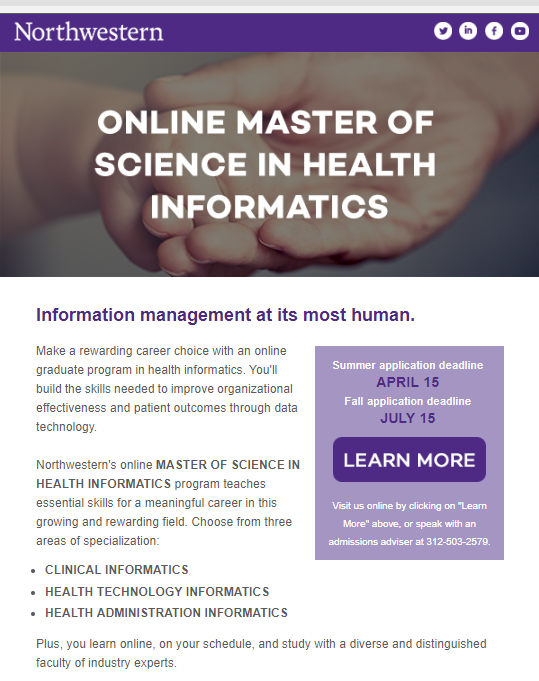 Northwestern
ONLINE MASTER OF
SCIENCE IN HEALTH
INFORMATICS
Information management at its most human.
Make a rewarding career choice with an online
graduate program in health informatics. You'll
build the skills needed to improve organizational
effectiveness and patient outcomes through data
technology.
Northwestern's online MASTER OF SCIENCE IN
HEALTH INFORMATICS program teaches
essential skills for a meaningful career in this
growing and rewarding field. Choose from three
areas of specialization:
Summer application deadline
APRIL 15
Fall application deadline
JULY 15
LEARN MORE
Visit us online by clicking on "Learn
More" above, or speak with an
admissions adviser at 312-503-2579.
• CLINICAL INFORMATICS
• HEALTH TECHNOLOGY INFORMATICS
• HEALTH ADMINISTRATION INFORMATICS
Plus, you learn online, on your schedule, and study with a diverse and distinguished
faculty of industry experts.